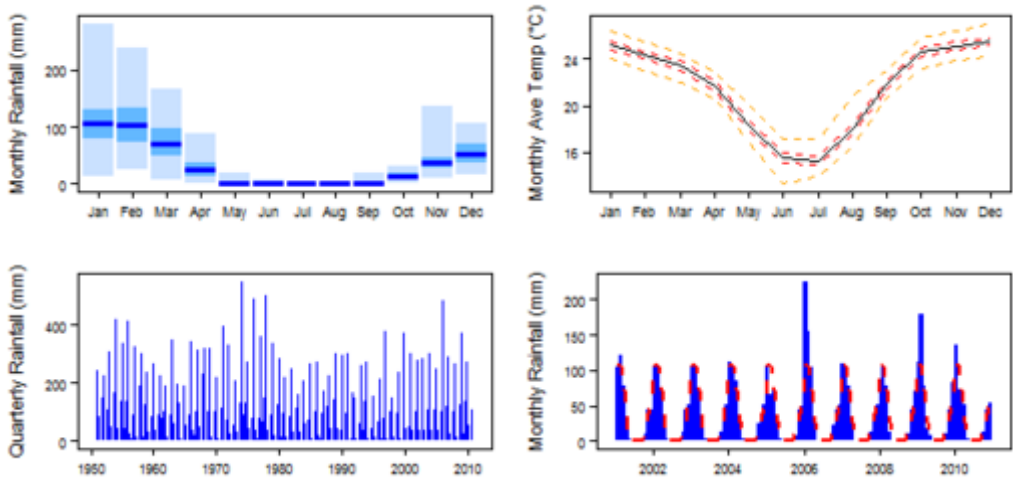 Monthly Rainfall (mm)
200
100
0
Jan Feb Mar Apr May Jun Jul Aug Sep Oct Nov Dec
Monthly Ave Temp (°C)
24
20
16
Jan Feb Mar Apr May Jun Jul Aug Sep Oct Nov Dec
Quarterly Rainfall (mm)
400
200
0
1950 1960 1970 1980 1990 2000 2010
Monthly Rainfall (mm)
200
150
100
50
0
2002 2004 2006 2008 2010